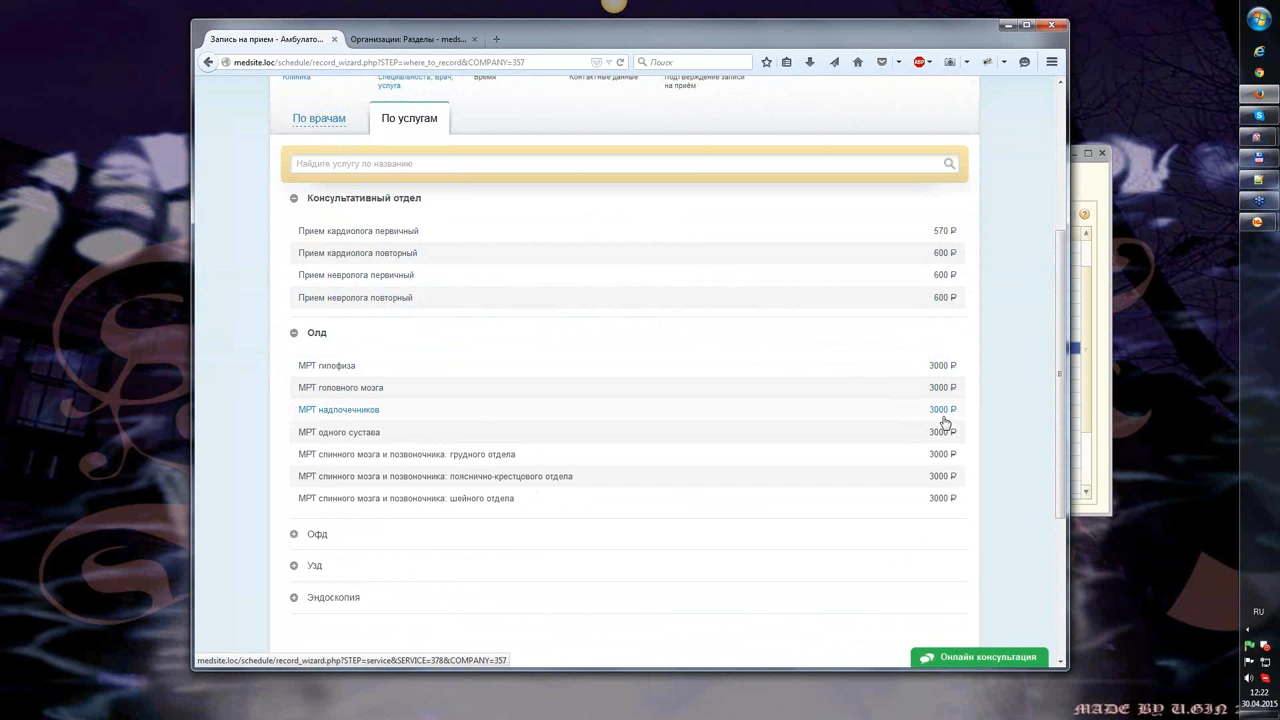 Запись на прием - Амбулато...
Организации: Разделы - meds...
medsite.loc/schedule/record_wizard.php?STEP=where_to_record&COMPANY=357
Поиск
ABP
Клиника
Специальность, врач, услуга
Время
Контактные данные
Подтверждение записи на приём
По врачам
По услугам
Найдите услугу по названию
Консультативный отдел
Прием кардиолога первичный 570 ₽
Прием кардиолога повторный 600 ₽
Прием невролога первичный 600 ₽
Прием невролога повторный 600 ₽
Олд
МРТ гипофиза 3000 ₽
МРТ головного мозга 3000 ₽
МРТ надпочечников 3000 ₽
МРТ одного сустава 3000 ₽
МРТ спинного мозга и позвоночника: грудного отдела 3000 ₽
МРТ спинного мозга и позвоночника: пояснично-крестцового отдела 3000 ₽
МРТ спинного мозга и позвоночника: шейного отдела 3000 ₽
Офд
Узд
Эндоскопия
medsite.loc/schedule/record_wizard.php?STEP=service&SERVICE=378&COMPANY=357
Онлайн консультация
RU
12:22
30.04.2015
MADE BY U.GIN